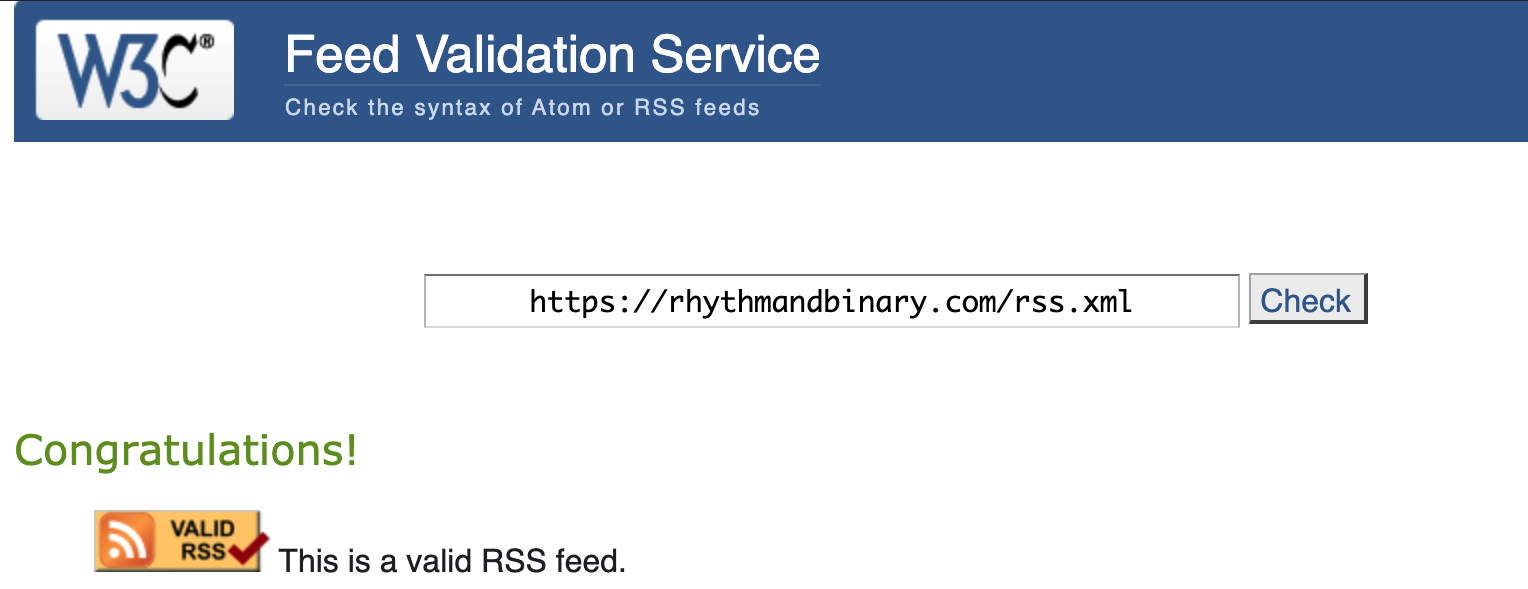 W3C®
Feed Validation Service
Check the syntax of Atom or RSS feeds
https://rhythmandbinary.com/rss.xml
Check
Congratulations!
VALID
RSS
This is a valid RSS feed.